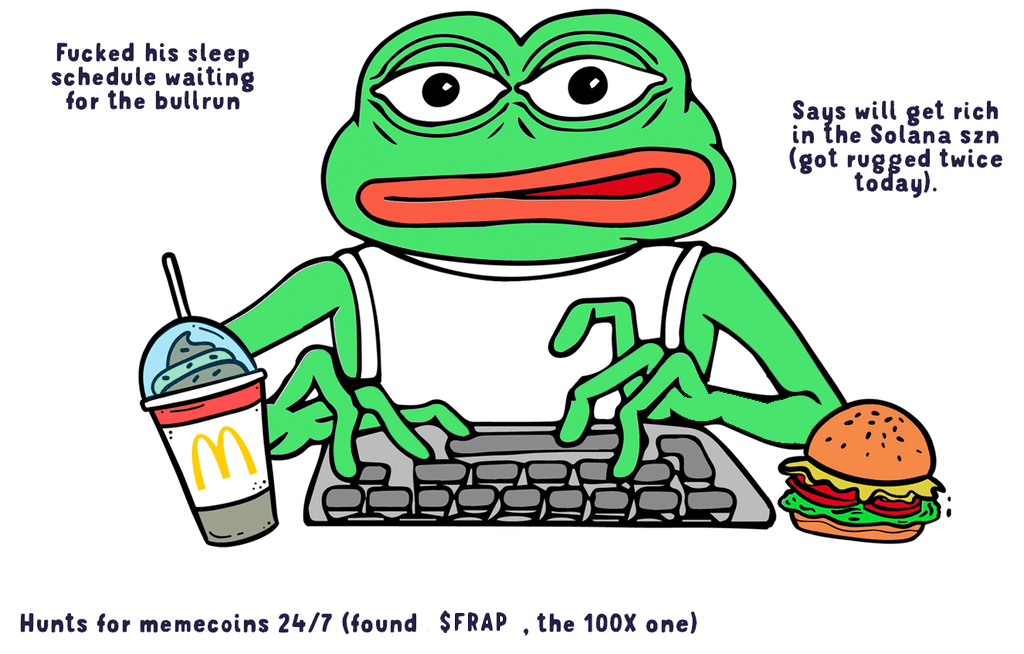 Fucked his sleep
schedule waiting
for the bullrun
Says will get rich
in the Solana szn
(got rugged twice
today).
M
Hunts for memecoins 24/7 (found $FRAP , the 100X one)